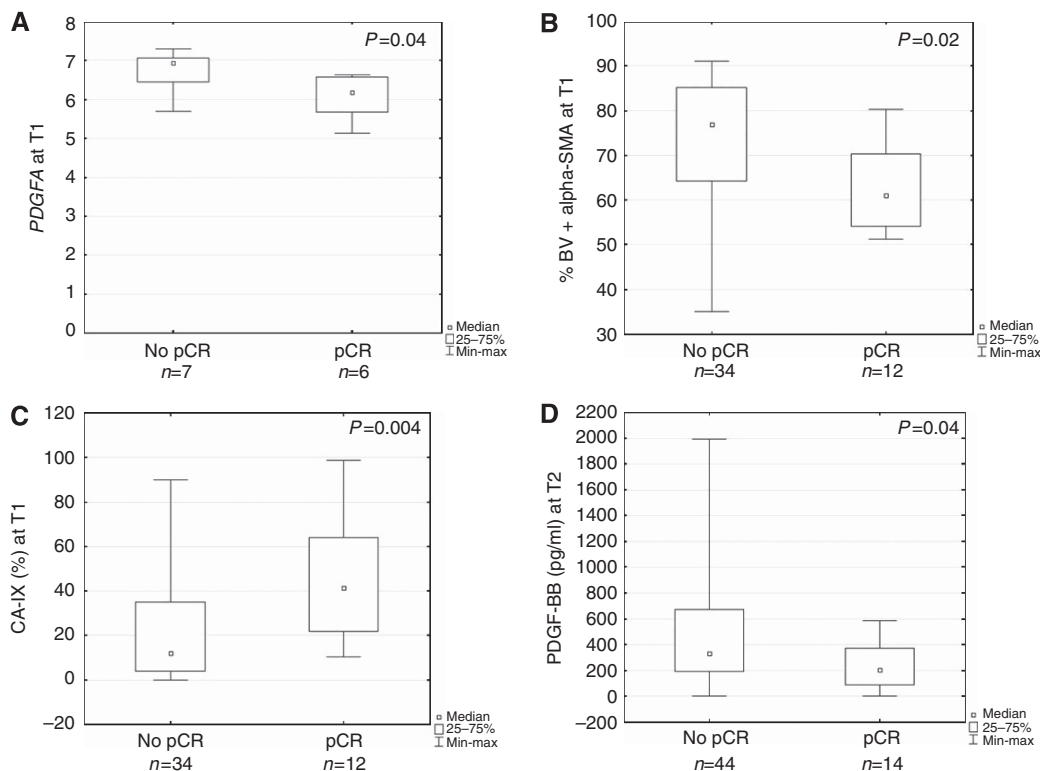 A
P=0.04
8
7
6
5
4
3
2
1
0
PDGFA at T1
No pCR
pCR
n=7
n=6
Median
25–75%
Min-max
B
P=0.02
100
90
80
70
60
50
40
30
% BV + alpha-SMA at T1
No pCR
pCR
n=34
n=12
Median
25–75%
Min-max
C
P=0.004
120
100
80
60
40
20
0
–20
CA-IX (%) at T1
No pCR
pCR
n=34
n=12
Median
25–75%
Min-max
D
P=0.04
2200
2000
1800
1600
1400
1200
1000
800
600
400
200
0
–200
PDGF-BB (pg/ml) at T2
No pCR
pCR
n=44
n=14
Median
25–75%
Min-max